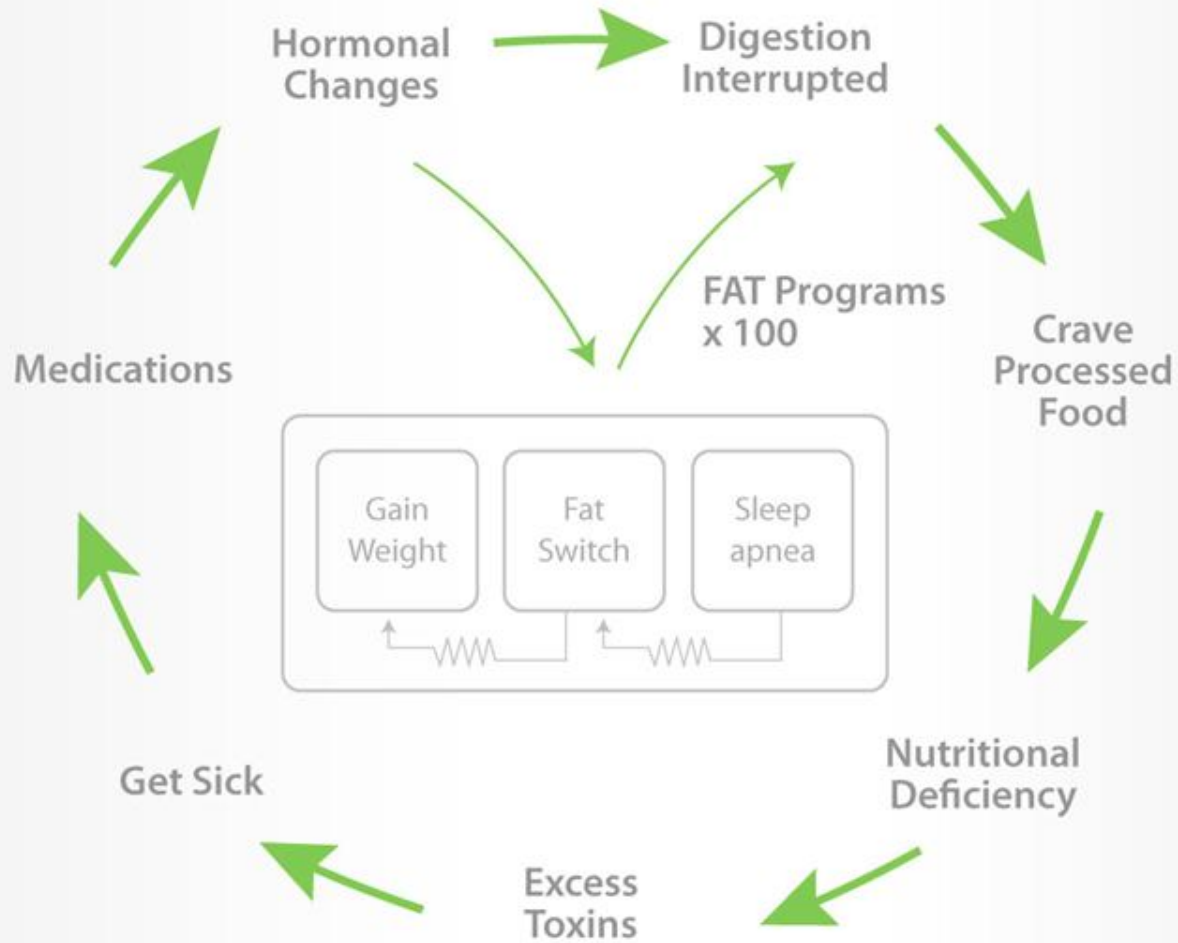 Hormonal
Changes
Digestion
Interrupted
FAT Programs
x 100
Crave
Processed
Food
Medications
Gain
Weight
Fat
Switch
Sleep
apnea
Nutritional
Deficiency
Get Sick
Excess
Toxins